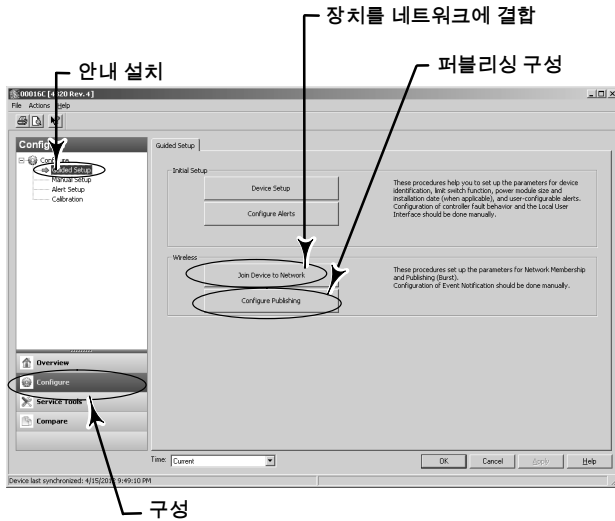 장치를 네트워크에 결합
안내 설치
퍼블리싱 구성
00016C [4320 Rev. 4]
File Actions Help
Configure
Guided Setup
Configure
Guided Setup
Manual Setup
Alert Setup
Calibration
Initial Setup
Device Setup
Configure Alerts
These procedures help you to set up the parameters for device
identification, limit switch function, power module size and
installation date (when applicable), and user-configurable alerts.
Configuration of controller fault behavior and the Local User
Interface should be done manually.
Wireless
Join Device to Network
Configure Publishing
These procedures set up the parameters for Network Membership
and Publishing (Burst).
Configuration of Event Notification should be done manually.
Overview
Configure
Service Tools
Compare
Time: Current
OK Cancel Apply Help
Device last synchronized: 4/15/2012 9:49:10 PM
구성